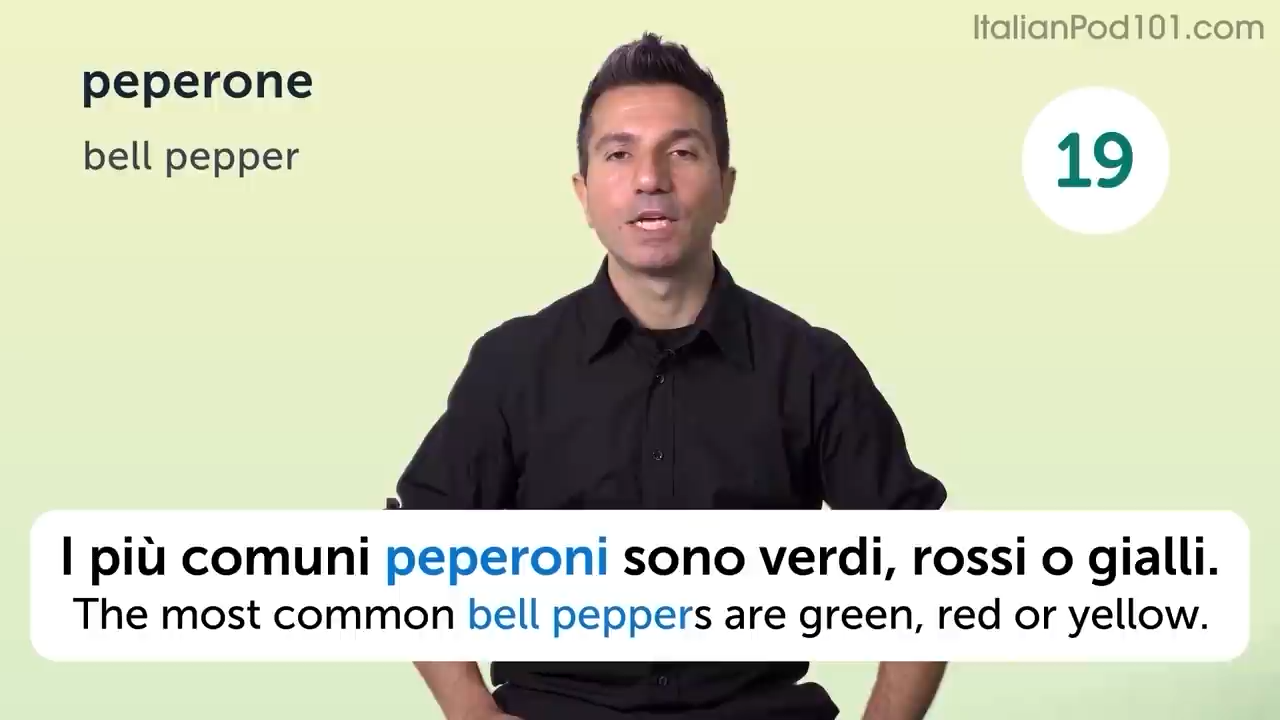 ItalianPod101.com
peperone
bell pepper
19
I più comuni peperoni sono verdi, rossi o gialli.
The most common bell peppers are green, red or yellow.